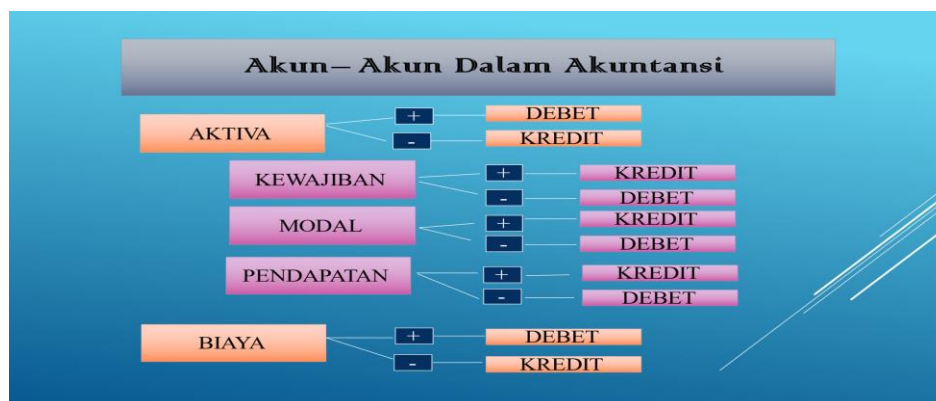 Akun– Akun Dalam Akuntansi
AKTIVA
+ DEBET
- KREDIT
KEWAJIBAN
+ KREDIT
- DEBET
MODAL
+ KREDIT
- DEBET
PENDAPATAN
+ KREDIT
- DEBET
BIAYA
+ DEBET
- KREDIT